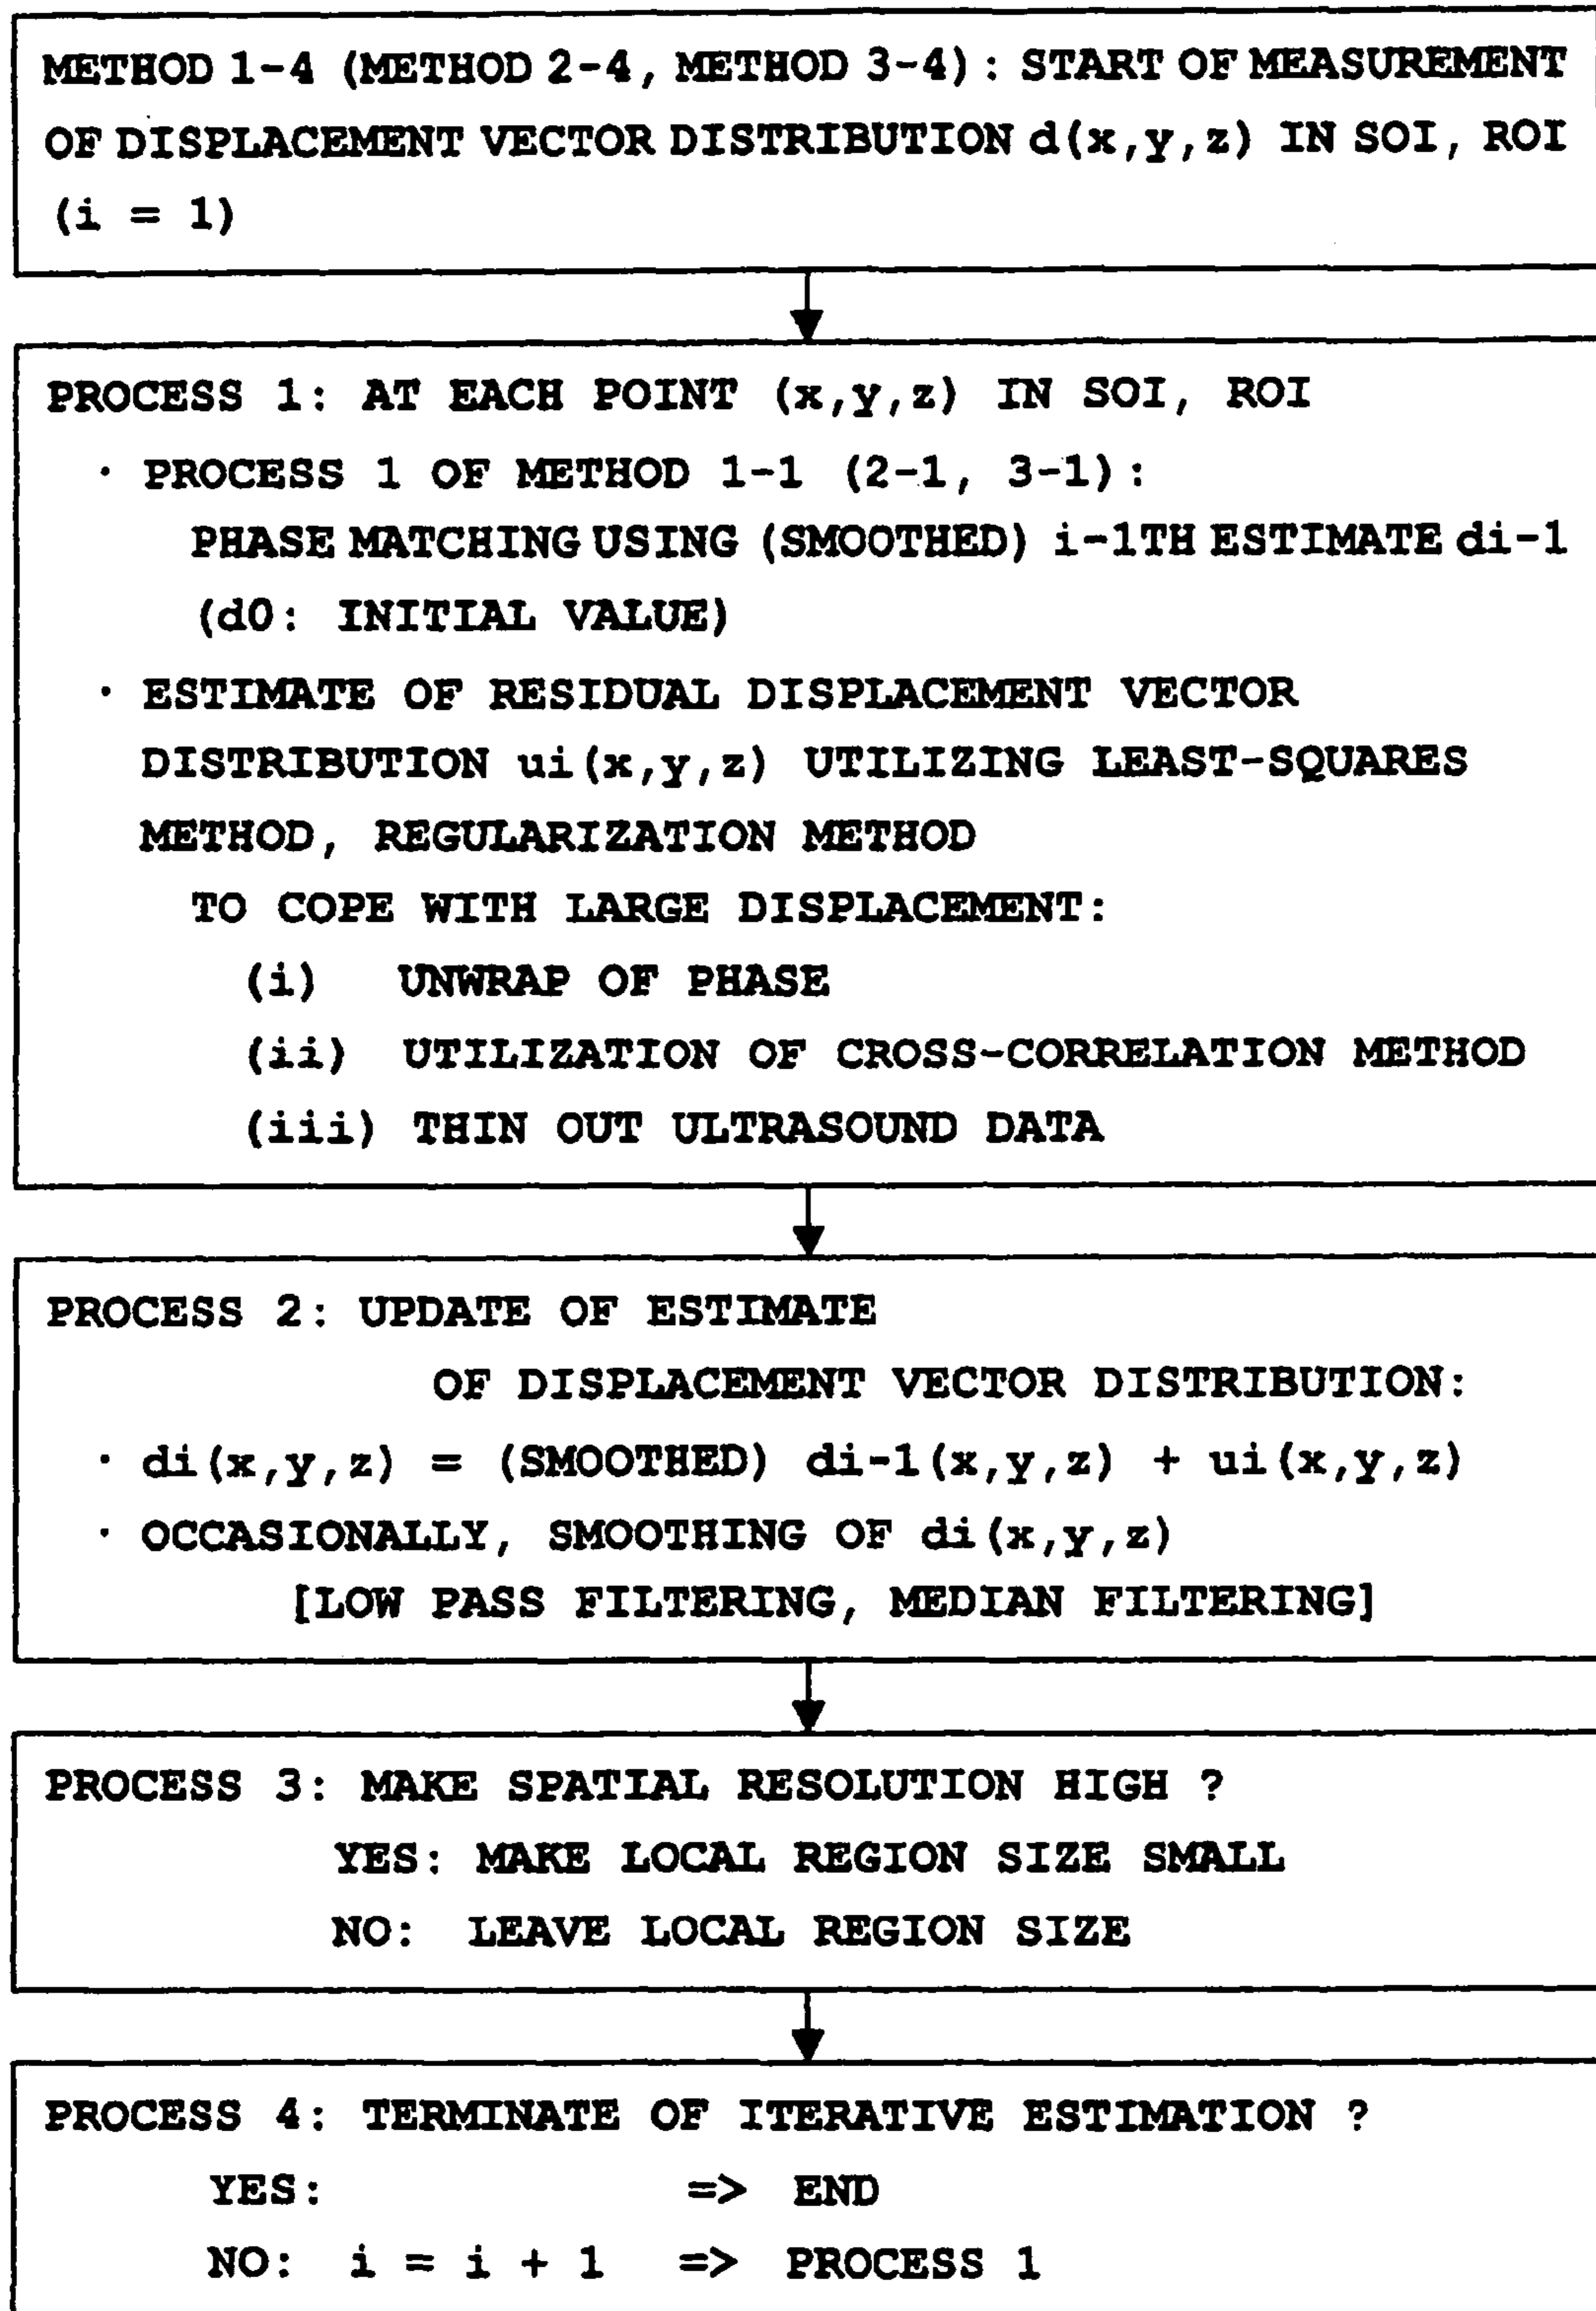 METHOD 1-4 (METHOD 2-4, METHOD 3-4): START OF MEASUREMENT
OF DISPLACEMENT VECTOR DISTRIBUTION d(x,y,z) IN SOI, ROI
(i = 1)
PROCESS 1: AT EACH POINT (x,y,z) IN SOI, ROI
· PROCESS 1 OF METHOD 1-1 (2-1, 3-1):
PHASE MATCHING USING (SMOOTHED) i-1TH ESTIMATE di-1
(d0: INITIAL VALUE)
· ESTIMATE OF RESIDUAL DISPLACEMENT VECTOR
DISTRIBUTION ui(x,y,z) UTILIZING LEAST-SQUARES
METHOD, REGULARIZATION METHOD
TO COPE WITH LARGE DISPLACEMENT:
(i) UNWRAP OF PHASE
(ii) UTILIZATION OF CROSS-CORRELATION METHOD
(iii) THIN OUT ULTRASOUND DATA
PROCESS 2: UPDATE OF ESTIMATE
OF DISPLACEMENT VECTOR DISTRIBUTION:
· di(x,y,z) = (SMOOTHED) di-1(x,y,z) + ui(x,y,z)
· OCCASIONALLY, SMOOTHING OF di(x,y,z)
[LOW PASS FILTERING, MEDIAN FILTERING]
PROCESS 3: MAKE SPATIAL RESOLUTION HIGH ?
YES: MAKE LOCAL REGION SIZE SMALL
NO: LEAVE LOCAL REGION SIZE
PROCESS 4: TERMINATE OF ITERATIVE ESTIMATION ?
YES: => END
NO: i = i + 1 => PROCESS 1